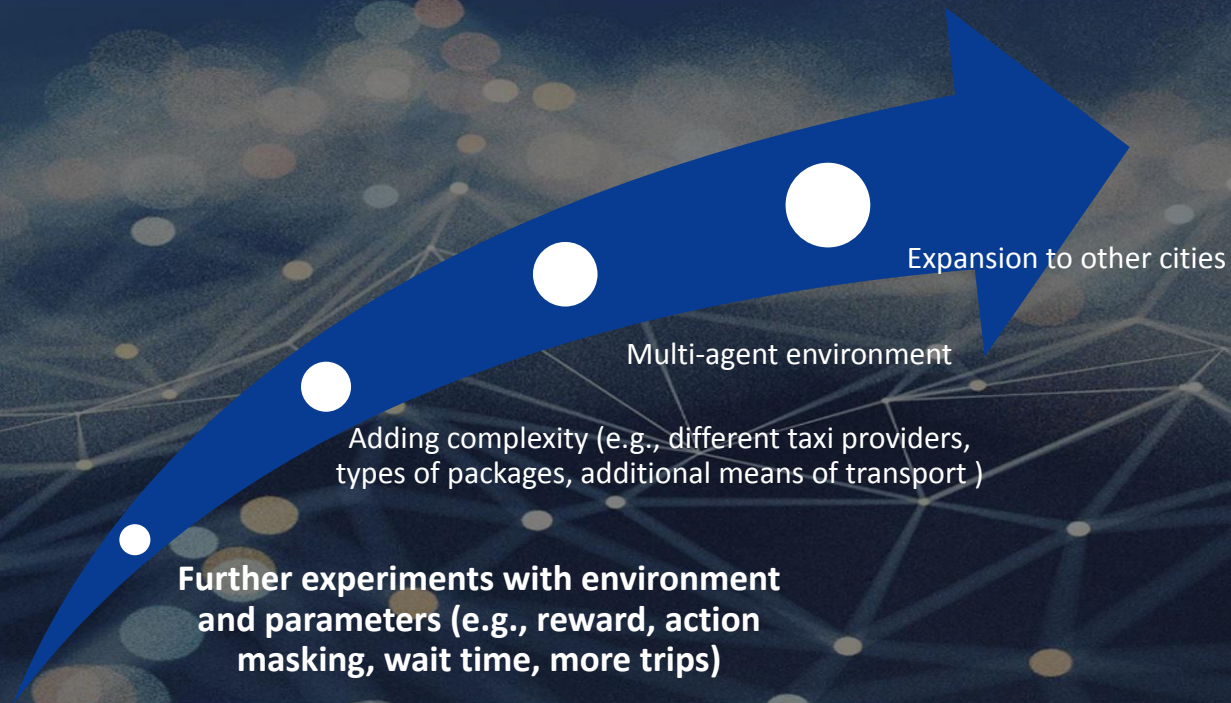 Expansion to other cities
Multi-agent environment
Adding complexity (e.g., different taxi providers,
types of packages, additional means of transport )
Further experiments with environment
and parameters (e.g., reward, action
masking, wait time, more trips)